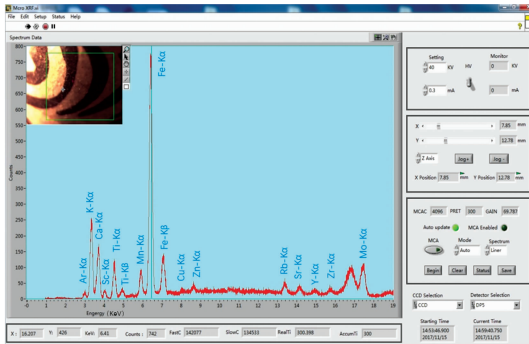 Micro XRF.vi
File Edit Setup Status Help
Spectrum Data
Counts
800
750
700
650
600
550
500
450
400
350
300
250
200
150
100
50
0
Ar-Kα
K-Kα
Ca-Kα
Sc-Kα
Ti-Kα
Ti-Kβ
Mn-Kα
Fe-Kα
Fe-Kβ
Cu-Kα
Zn-Kα
Rb-Kα
Sr-Kα
Y-Kα
Zr-Kα
Mo-Kα
1 2 3 4 5 6 7 8 9 10 11 12 13 14 15 16 17 18 19
Engergy (KeV)
X : 16.207 Y: 426 KeV: 6.41 Counts : 742 FastC 142077 SlowC 134533 RealTi 300.398 AccomTi 300
Setting HV Monitor
40 KV 0 KV
0.3 mA 0 mA
X 7.85 mm
Y 12.78 mm
Z Axis Jog+ Jog-
X Position 7.85 mm Y Position 12.78 mm
MCAC 4096 PRET 300 GAIN 69.787
Auto update MCA Enabled
MCA Mode Spectrum
Auto Liner
Begin Clear Status Save
CCD Selection Detector Selection
CCD DP5
Starting Time Current Time
14:53:46.900 14:59:40.750
2017/11/15 2017/11/15